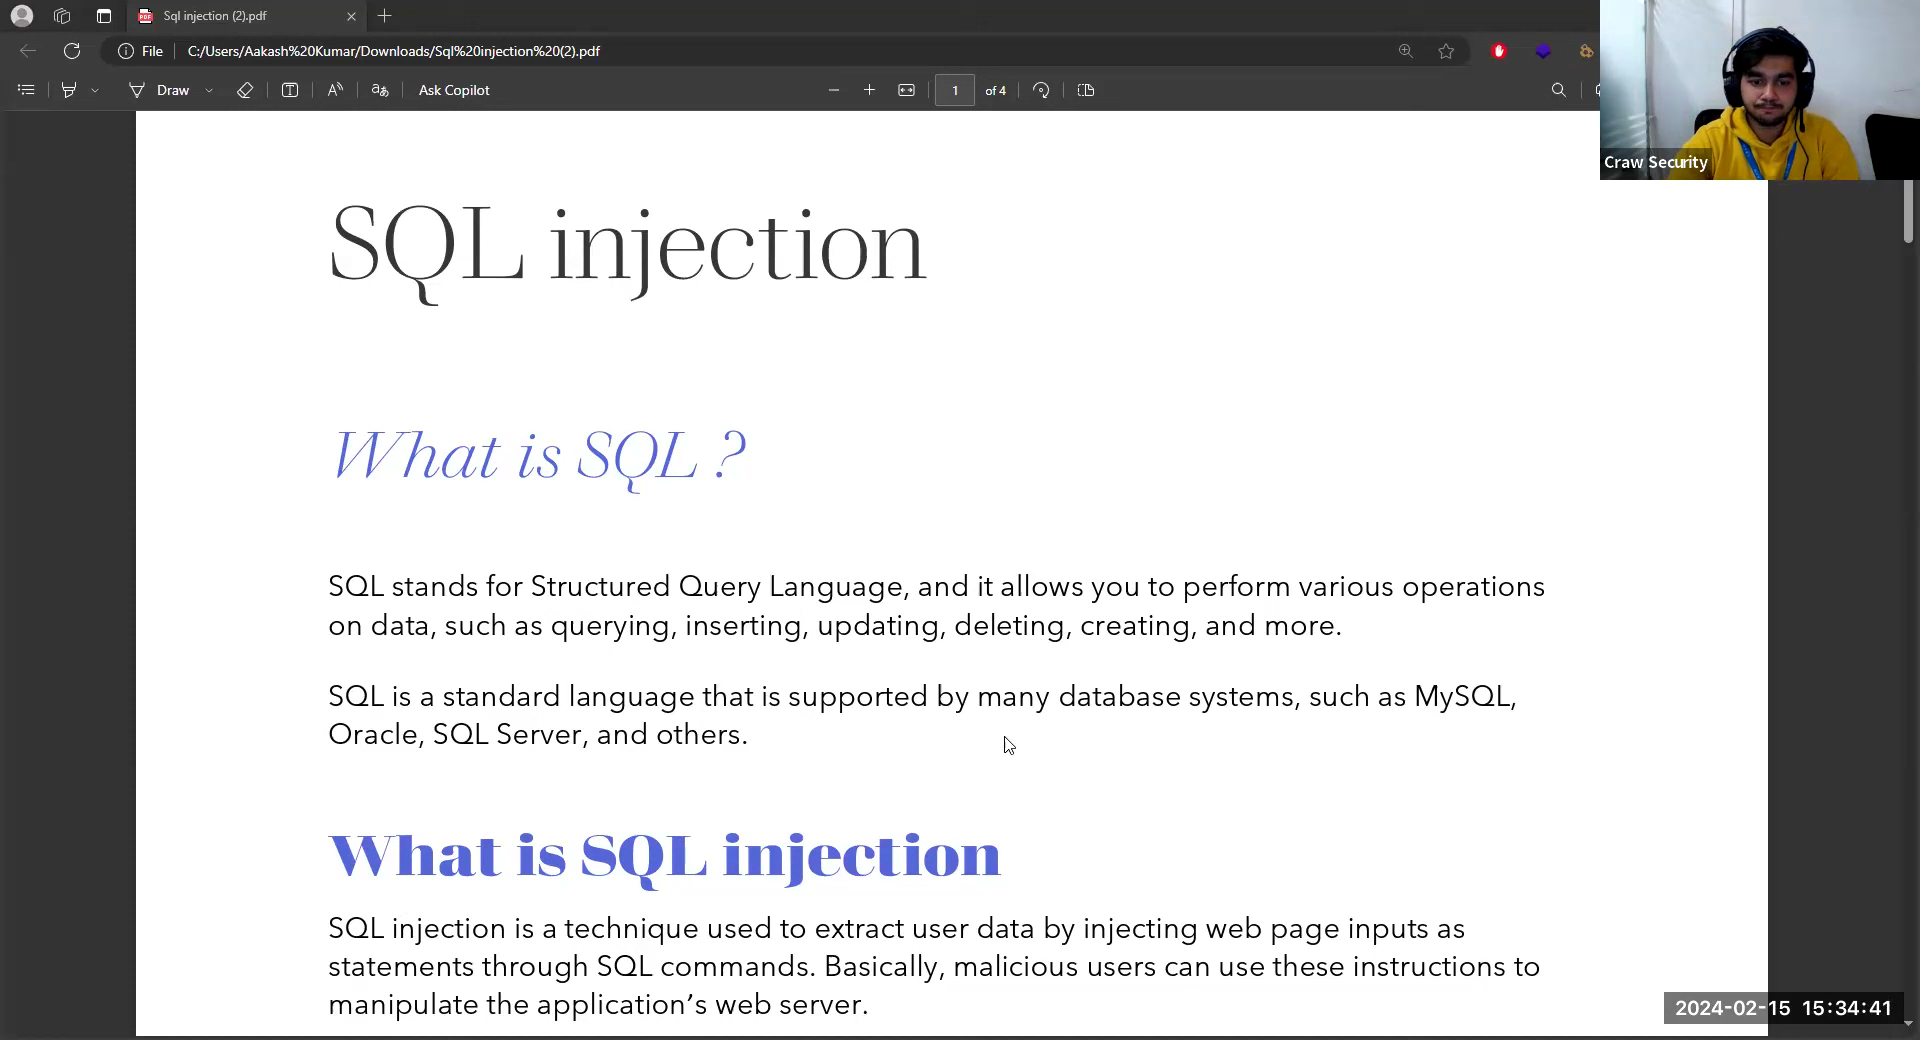 Sql injection (2).pdf
File
C:/Users/Aakash%20Kumar/Downloads/Sql%20injection%20(2).pdf
Draw
Ask Copilot
1 of 4
Craw Security
SQL injection
What is SQL ?
SQL stands for Structured Query Language, and it allows you to perform various operations
on data, such as querying, inserting, updating, deleting, creating, and more.
SQL is a standard language that is supported by many database systems, such as MySQL,
Oracle, SQL Server, and others.
What is SQL injection
SQL injection is a technique used to extract user data by injecting web page inputs as
statements through SQL commands. Basically, malicious users can use these instructions to
manipulate the application’s web server.
2024-02-15 15:34:41